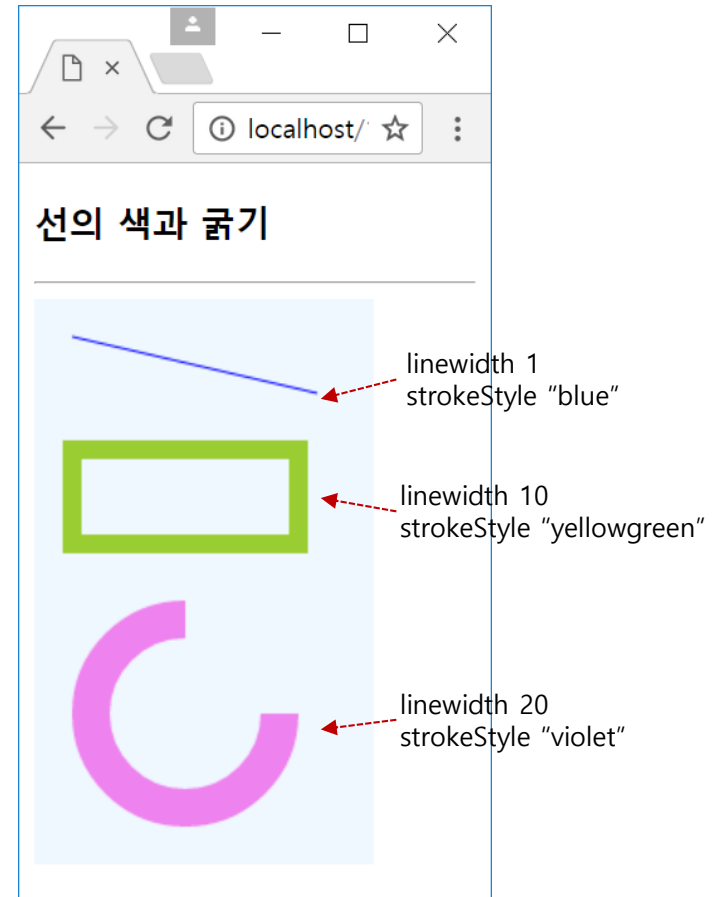 localhost/
선의 색과 굵기
linewidth 1
strokeStyle “blue”
linewidth 10
strokeStyle “yellowgreen”
linewidth 20
strokeStyle “violet”